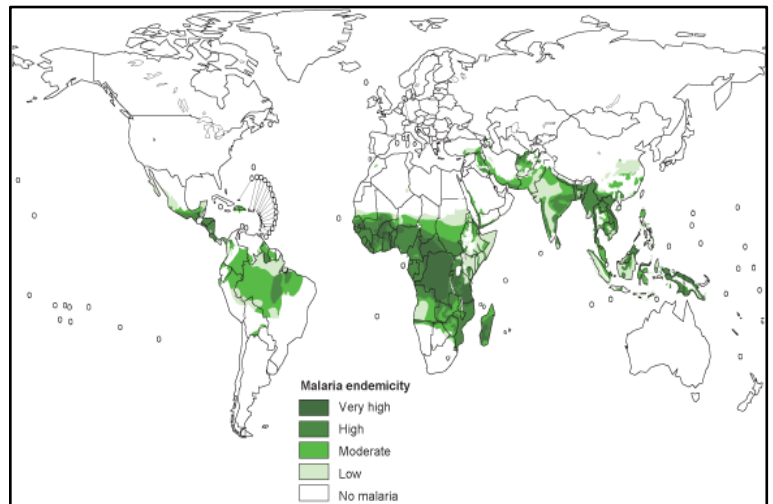 Malaria endemicity
Very high
High
Moderate
Low
No malaria